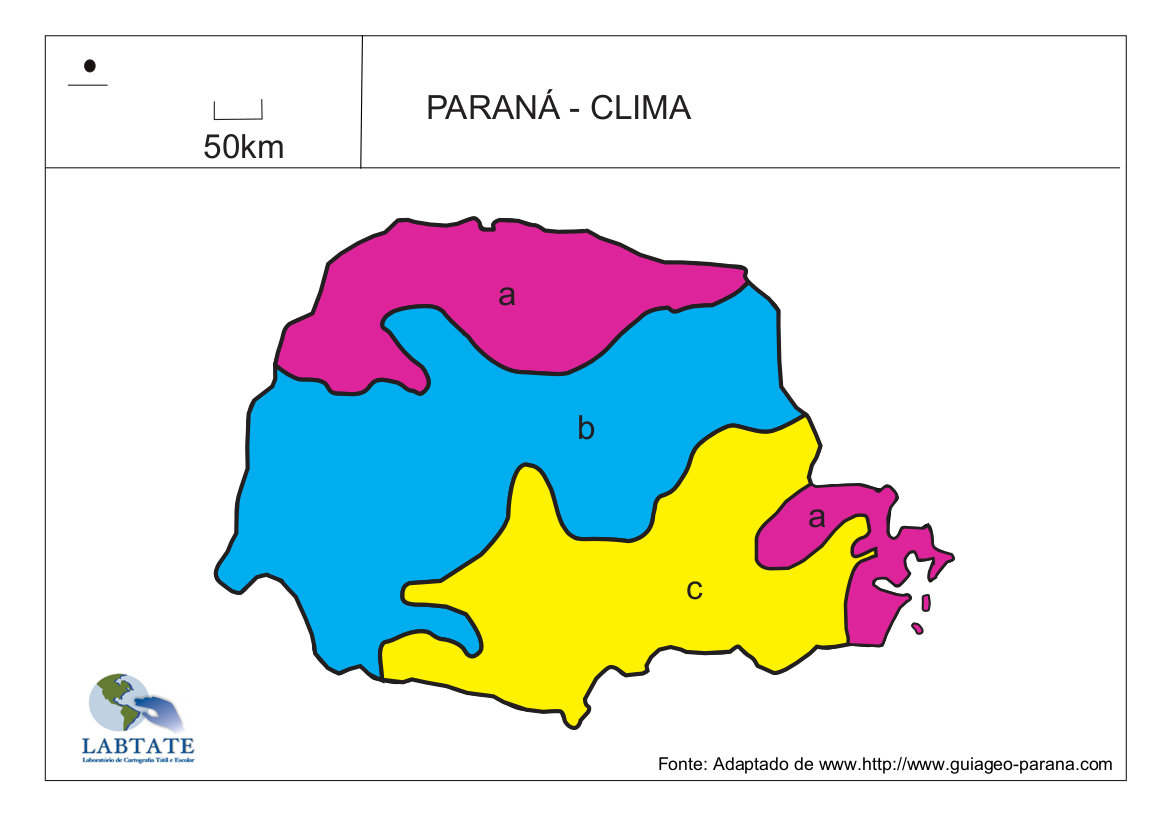 PARANÁ - CLIMA
50km
a
b
a
c
LABTATE
Laboratório de Cartografia Tátil e Escolar
Fonte: Adaptado de www.http://www.guiageo-parana.com